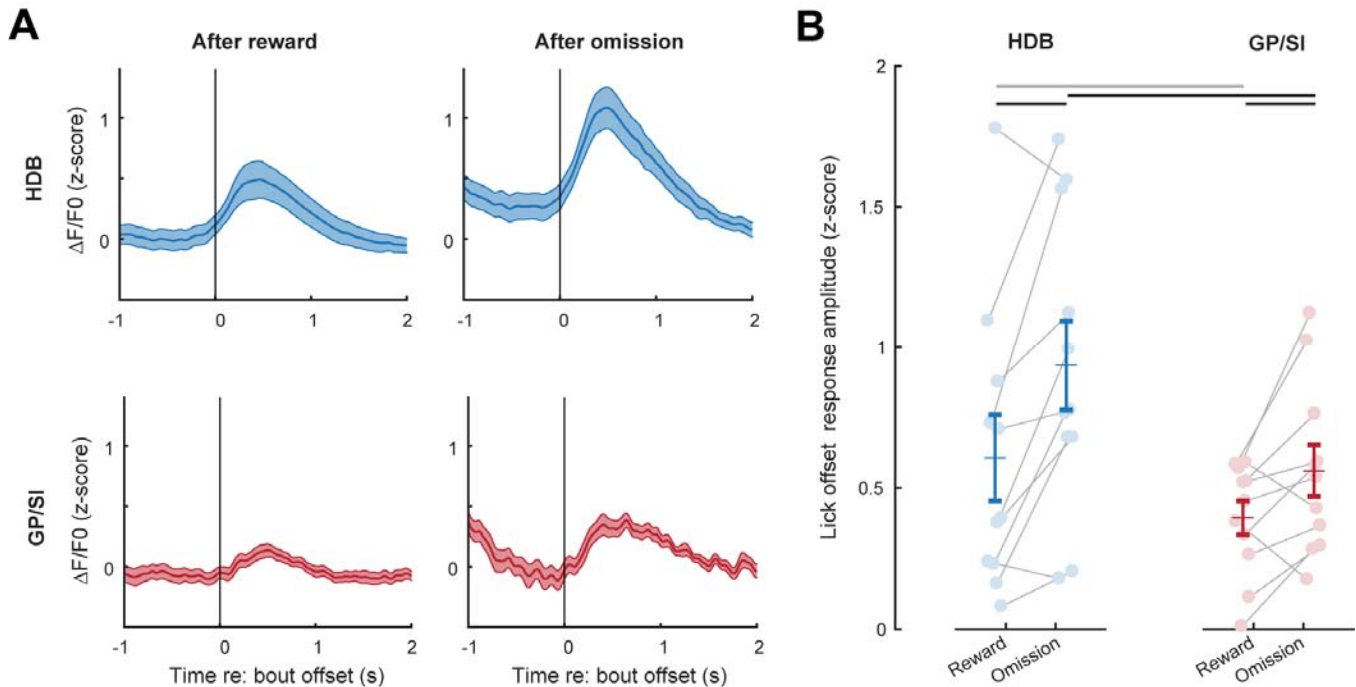 A
After reward
After omission
HDB
ΔF/F0 (z-score)
1
0
-1
0
1
2
1
0
-1
0
1
2
GP/SI
ΔF/F0 (z-score)
1
0
-1
0
1
2
Time re: bout offset (s)
1
0
-1
0
1
2
Time re: bout offset (s)
B
HDB
GP/SI
Lick offset response amplitude (z-score)
2
1.5
1
0.5
0
Reward
Omission
Reward
Omission